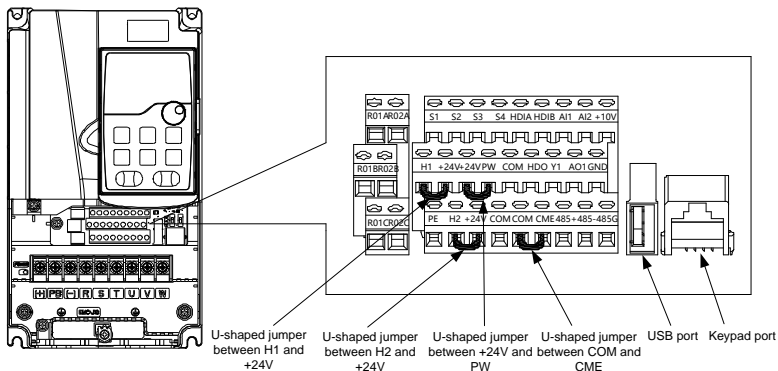 R01A R02A
S1 S2 S3 S4 HDIA HDIB AI1 AI2 +10V
R01B R02B
H1 +24V +24V PW COM HDO Y1 AO1 GND
R01C R02C
PE H2 +24V COM COM CME 485+ 485- 485G
(+) PB (-) R S T U V W
U-shaped jumper
between H1 and
+24V
U-shaped jumper
between H2 and
+24V
U-shaped jumper
between +24V and
PW
U-shaped jumper
between COM and
CME
USB port
Keypad port